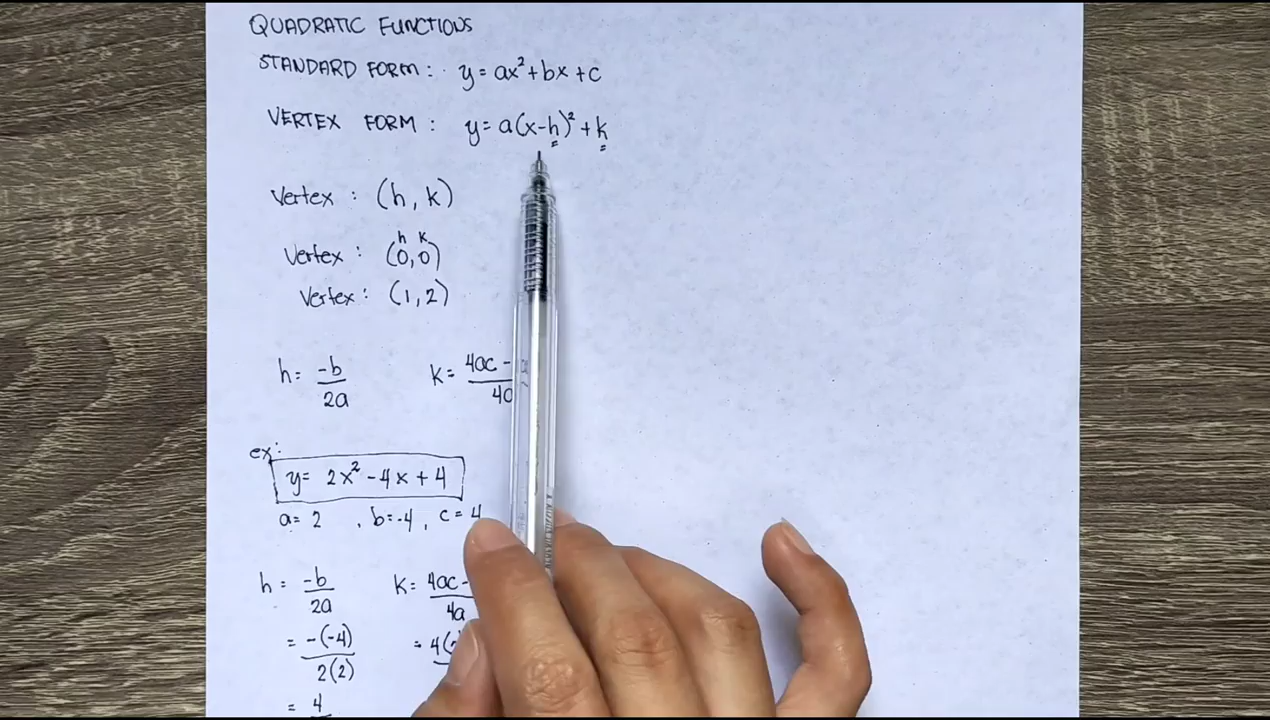 QUADRATIC FUNCTIONS
STANDARD FORM: y = ax² + bx + c
VERTEX FORM: y = a(x-h)² + k
Vertex : (h, k)
h k
Vertex : (0, 0)
Vertex : (1, 2)
h = -b/2a k = 4ac -
ex:
y = 2x² - 4x + 4
a = 2 , b = -4 , c = 4
h = -b/2a k = 4ac-/4a
= -(-4)/2(2) = 4(
= 4